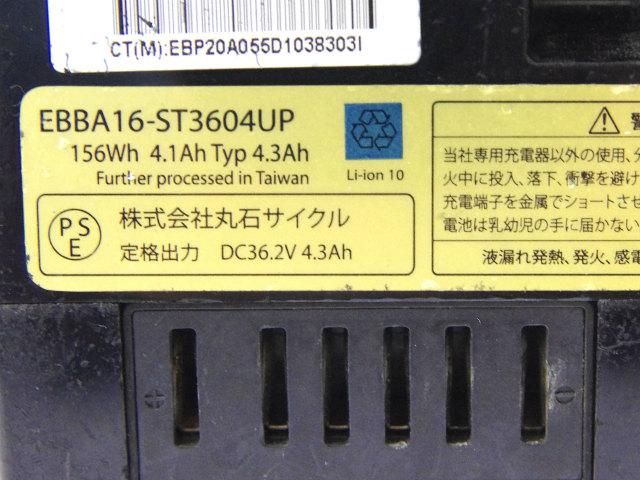 CT(M):EBP20A055D1038303I
EBBA16-ST3604UP
156Wh 4.1Ah Typ 4.3Ah
Further processed in Taiwan
Li-ion 10
PSE
株式会社丸石サイクル
定格出力 DC36.2V 4.3Ah
当社専用充電器以外の使用、
火中に投入、落下、衝撃を避け
充電端子を金属でショートさせ
電池は乳幼児の手に届かない
液漏れ発熱、発火、感電
+